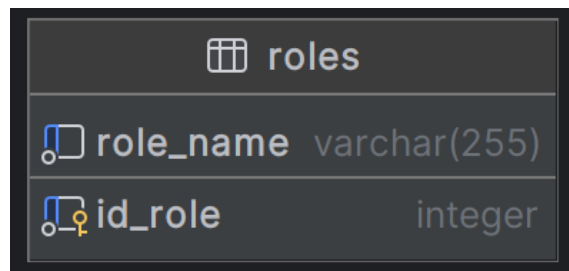 roles
role_name varchar(255)
id_role integer